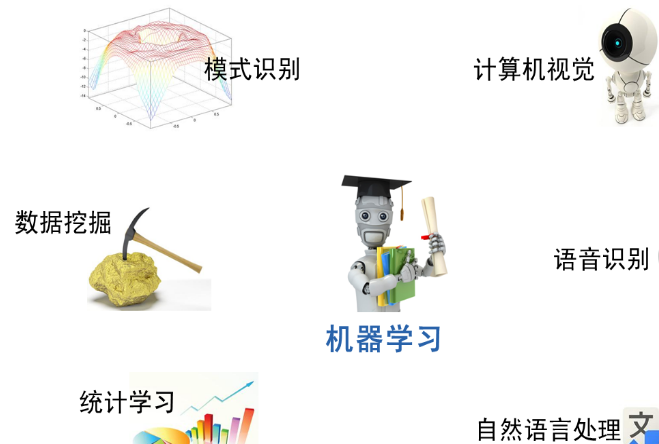 模式识别
计算机视觉
数据挖掘
语音识别
机器学习
统计学习
自然语言处理
文